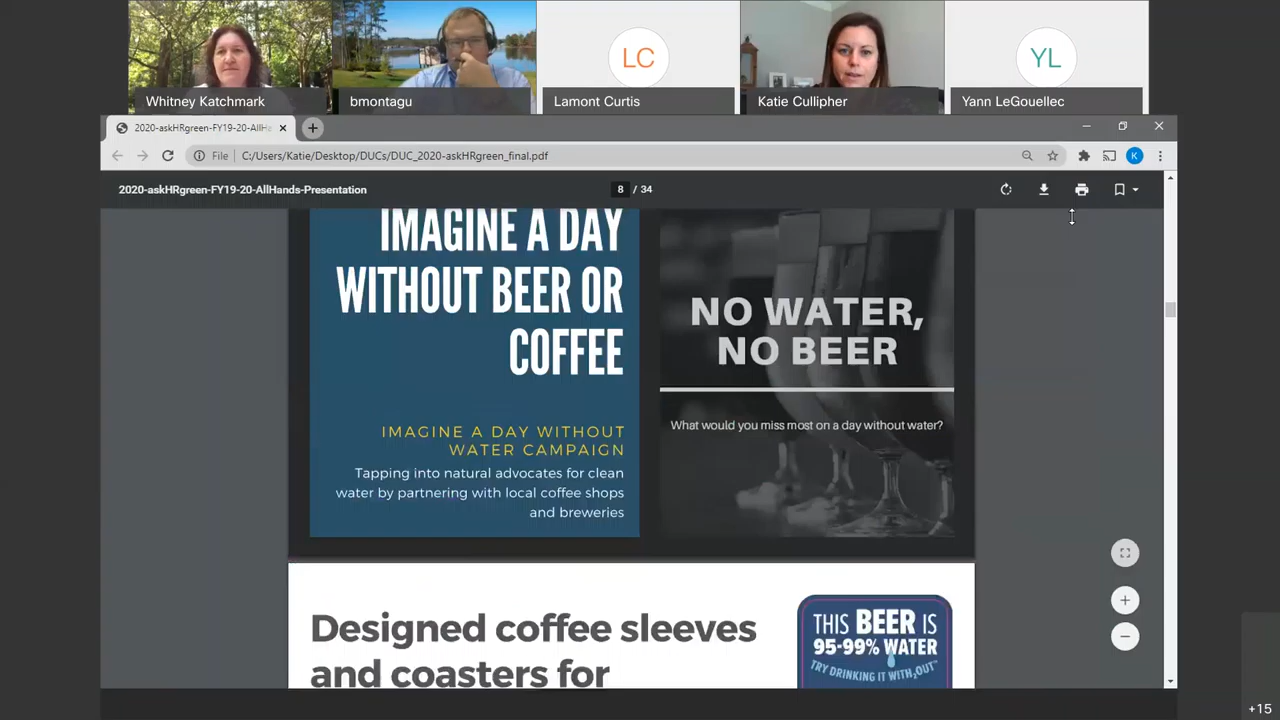 LC
YL
Whitney Katchmark
bmontagu
Lamont Curtis
Katie Cullipher
Yann LeGouellec
2020-askHRgreen-FY19-20-AllHa
File
C:/Users/Katie/Desktop/DUCs/DUC_2020-askHRgreen_final.pdf
K
2020-askHRgreen-FY19-20-AllHands-Presentation
8 / 34
IMAGINE A DAY
WITHOUT BEER OR
COFFEE
IMAGINE A DAY WITHOUT
WATER CAMPAIGN
Tapping into natural advocates for clean
water by partnering with local coffee shops
and breweries
NO WATER,
NO BEER
What would you miss most on a day without water?
Designed coffee sleeves
and coasters for
THIS BEER IS
95-99% WATER
TRY DRINKING IT WITH,OUT™
+15